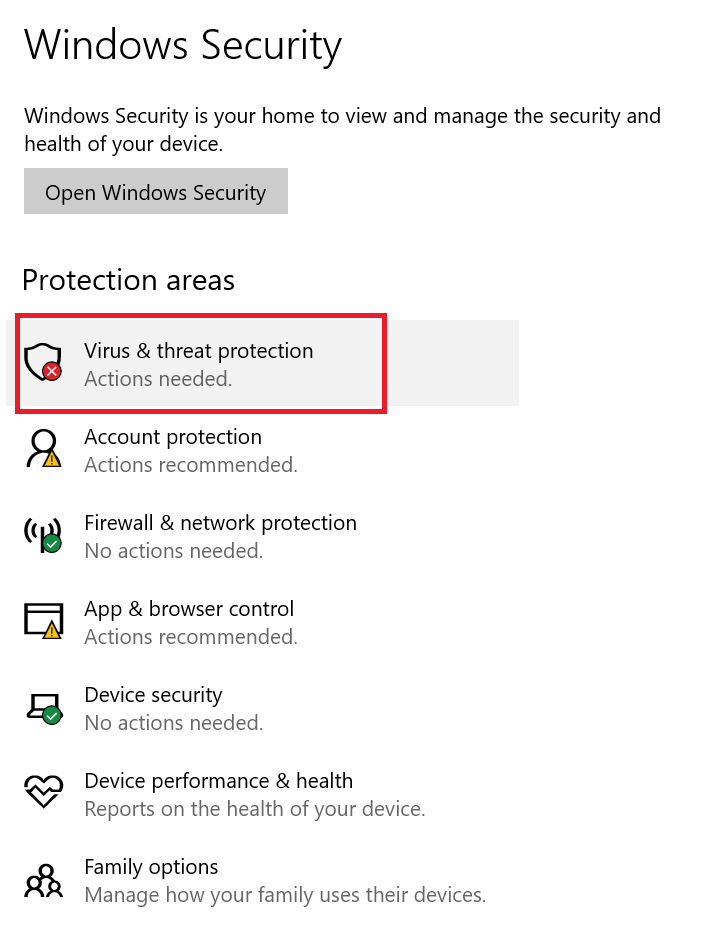 Windows Security
Windows Security is your home to view and manage the security and
health of your device.
Open Windows Security
Protection areas
Virus & threat protection
Actions needed.
Account protection
Actions recommended.
Firewall & network protection
No actions needed.
App & browser control
Actions recommended.
Device security
No actions needed.
Device performance & health
Reports on the health of your device.
Family options
Manage how your family uses their devices.